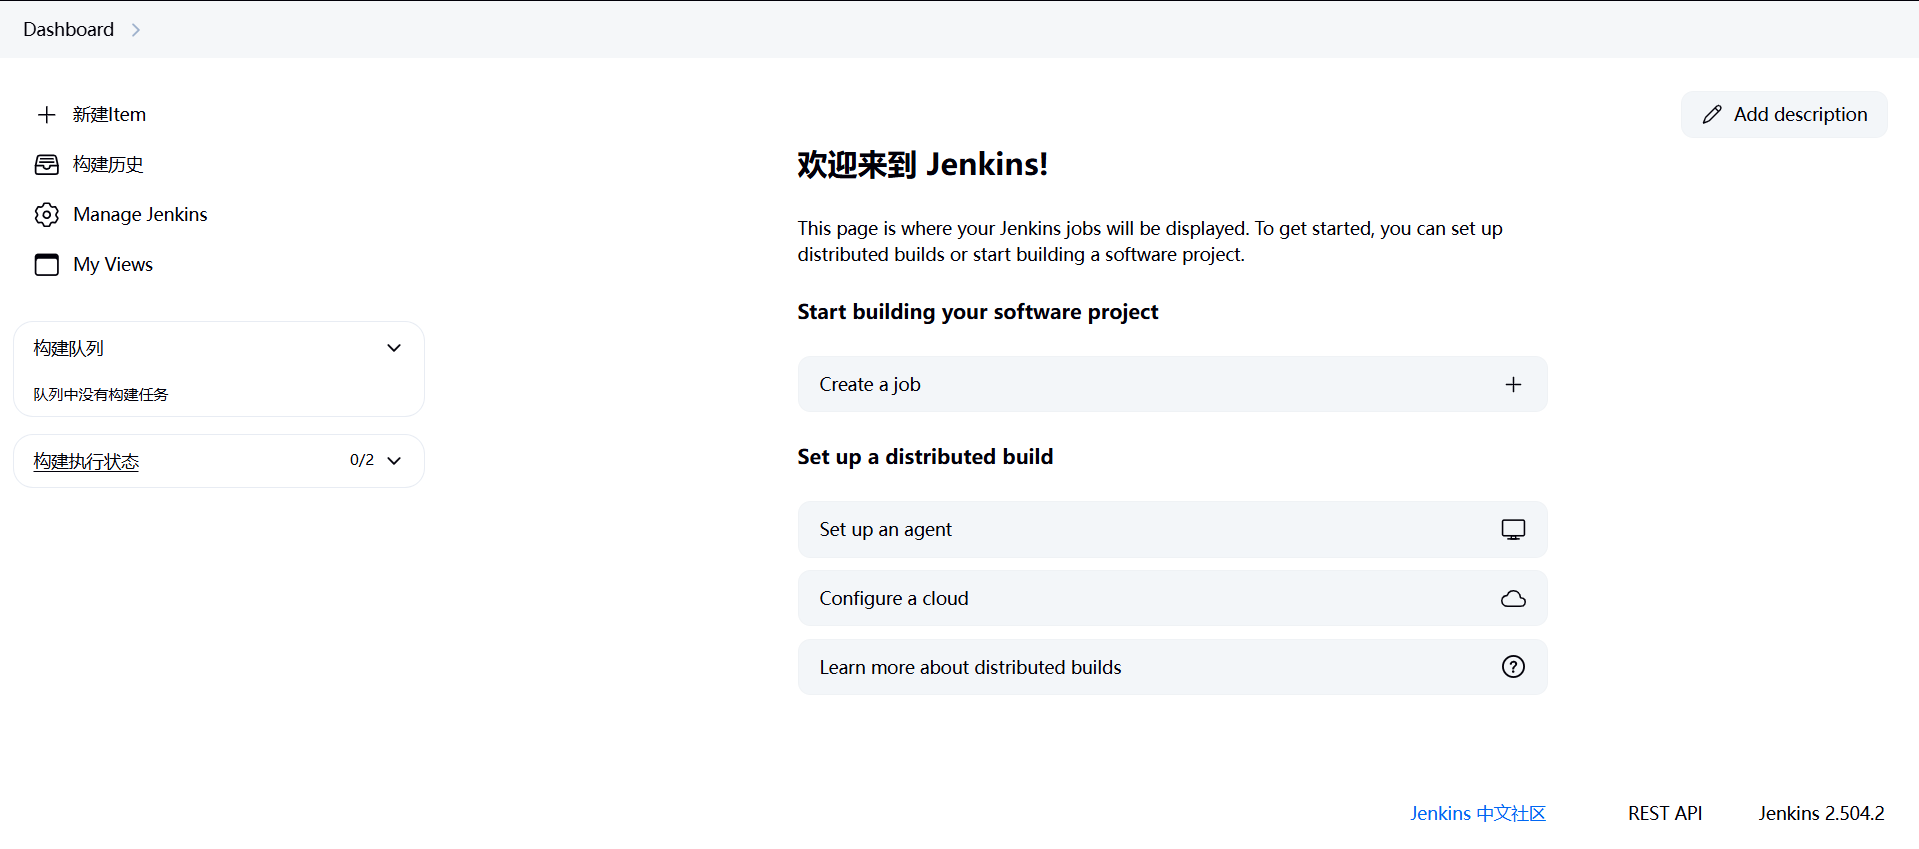 Dashboard
新建Item
构建历史
Manage Jenkins
My Views
构建队列
队列中没有构建任务
构建执行状态
0/2
Add description
欢迎来到 Jenkins!
This page is where your Jenkins jobs will be displayed. To get started, you can set up
distributed builds or start building a software project.
Start building your software project
Create a job
Set up a distributed build
Set up an agent
Configure a cloud
Learn more about distributed builds
Jenkins 中文社区
REST API
Jenkins 2.504.2